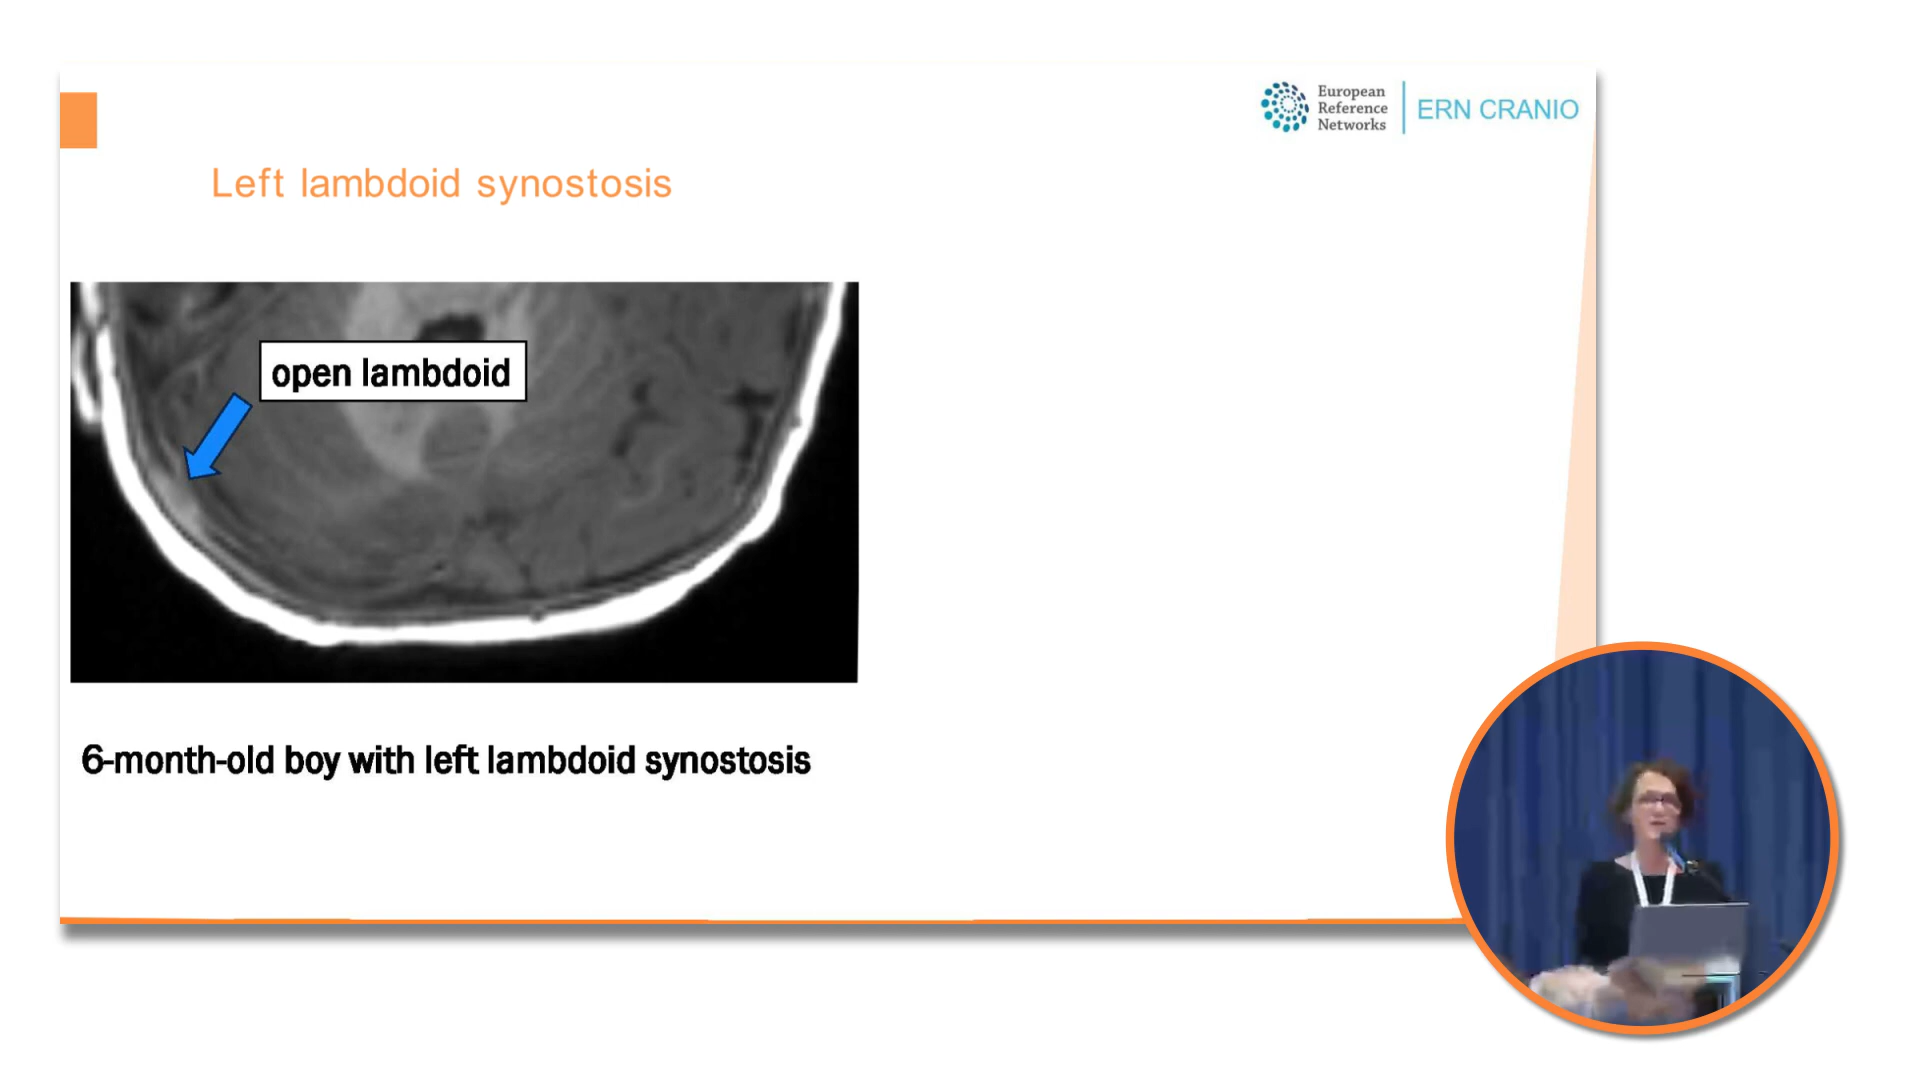 European
Reference
Networks
ERN CRANIO
Left lambdoid synostosis
open lambdoid
6-month-old boy with left lambdoid synostosis